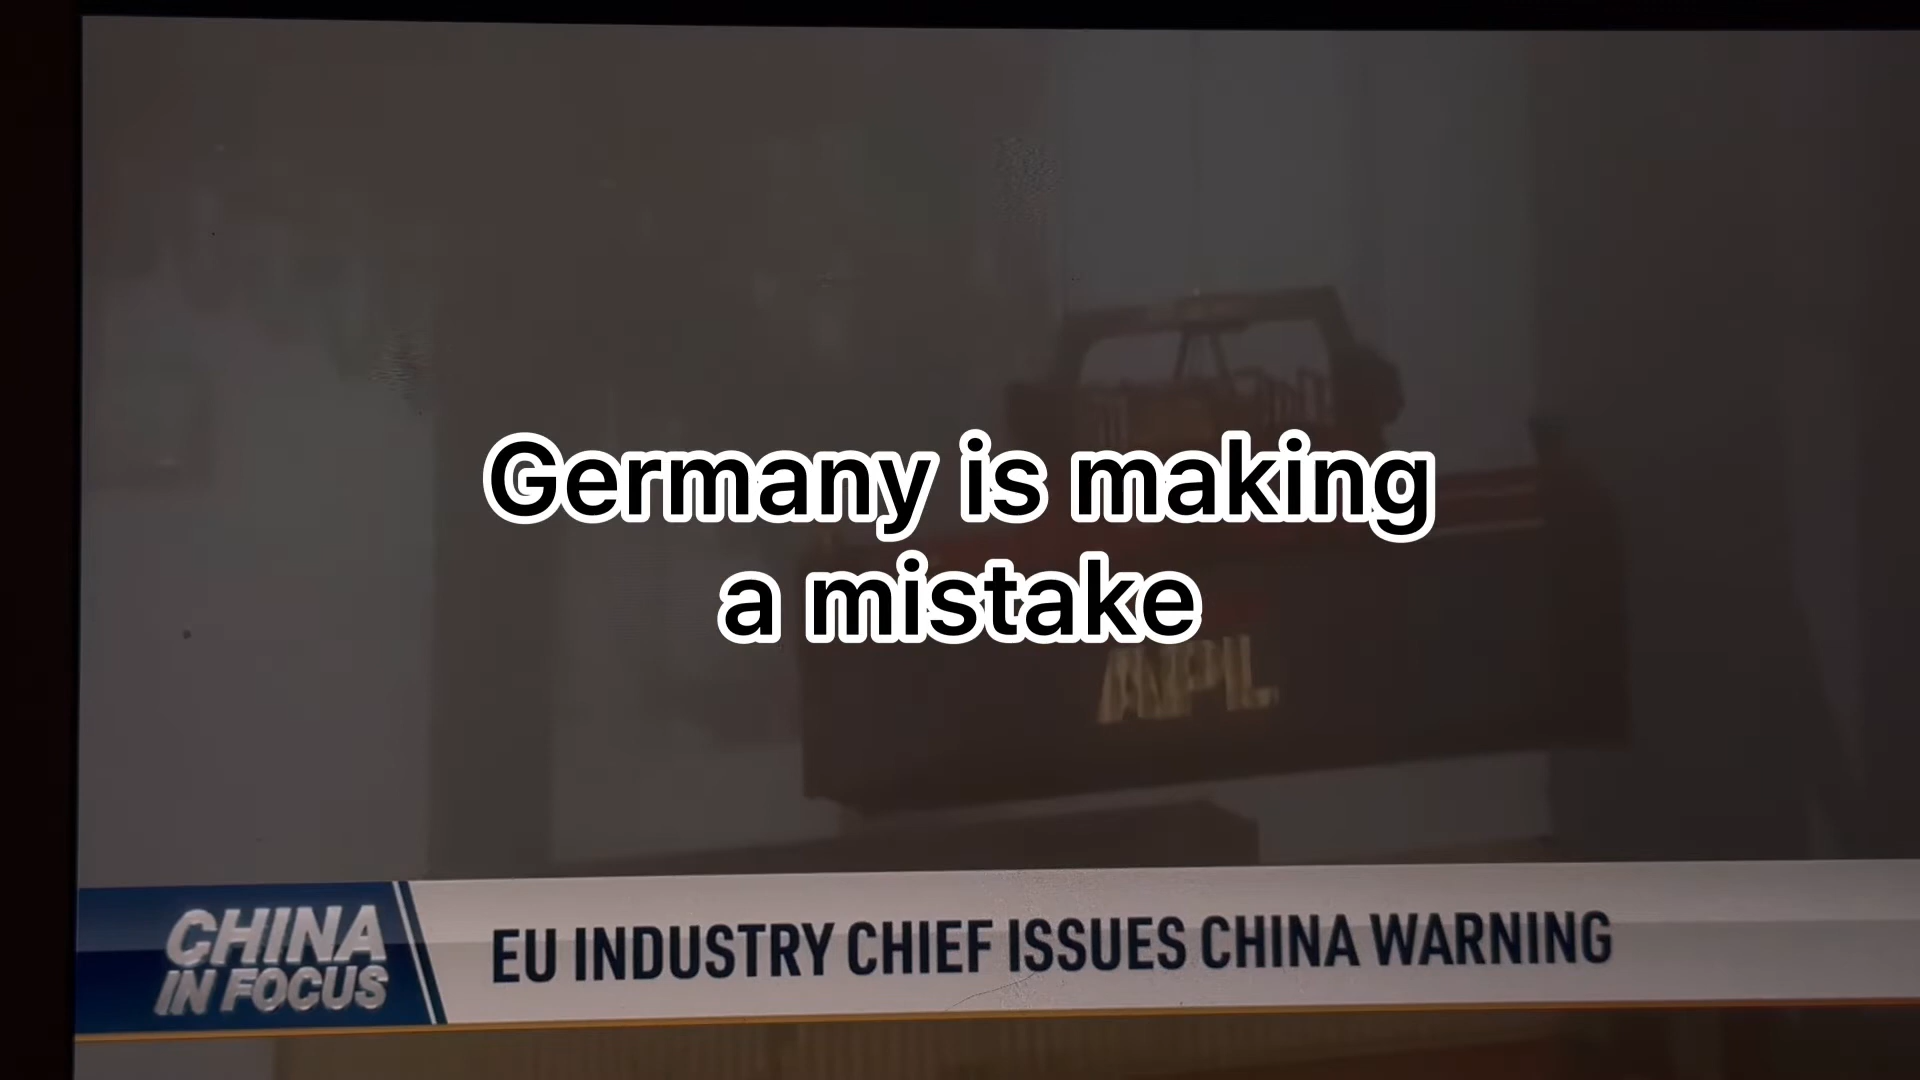 Germany is making
a mistake
CHINA
IN FOCUS
EU INDUSTRY CHIEF ISSUES CHINA WARNING